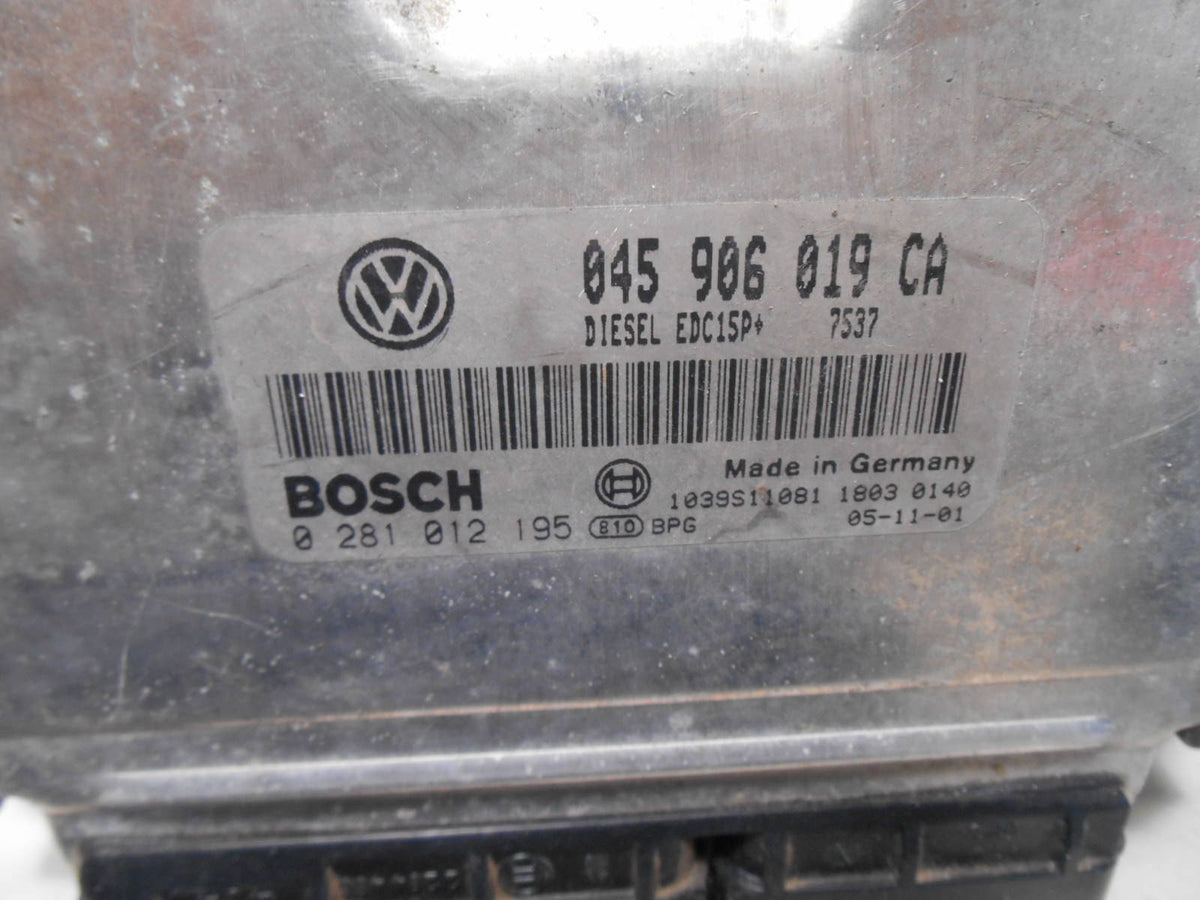 045 906 019 CA
DIESEL EDC15P+ 7537
BOSCH
Made in Germany
1039S11081 1803 0140
0 281 012 195 810 BPG
05-11-01